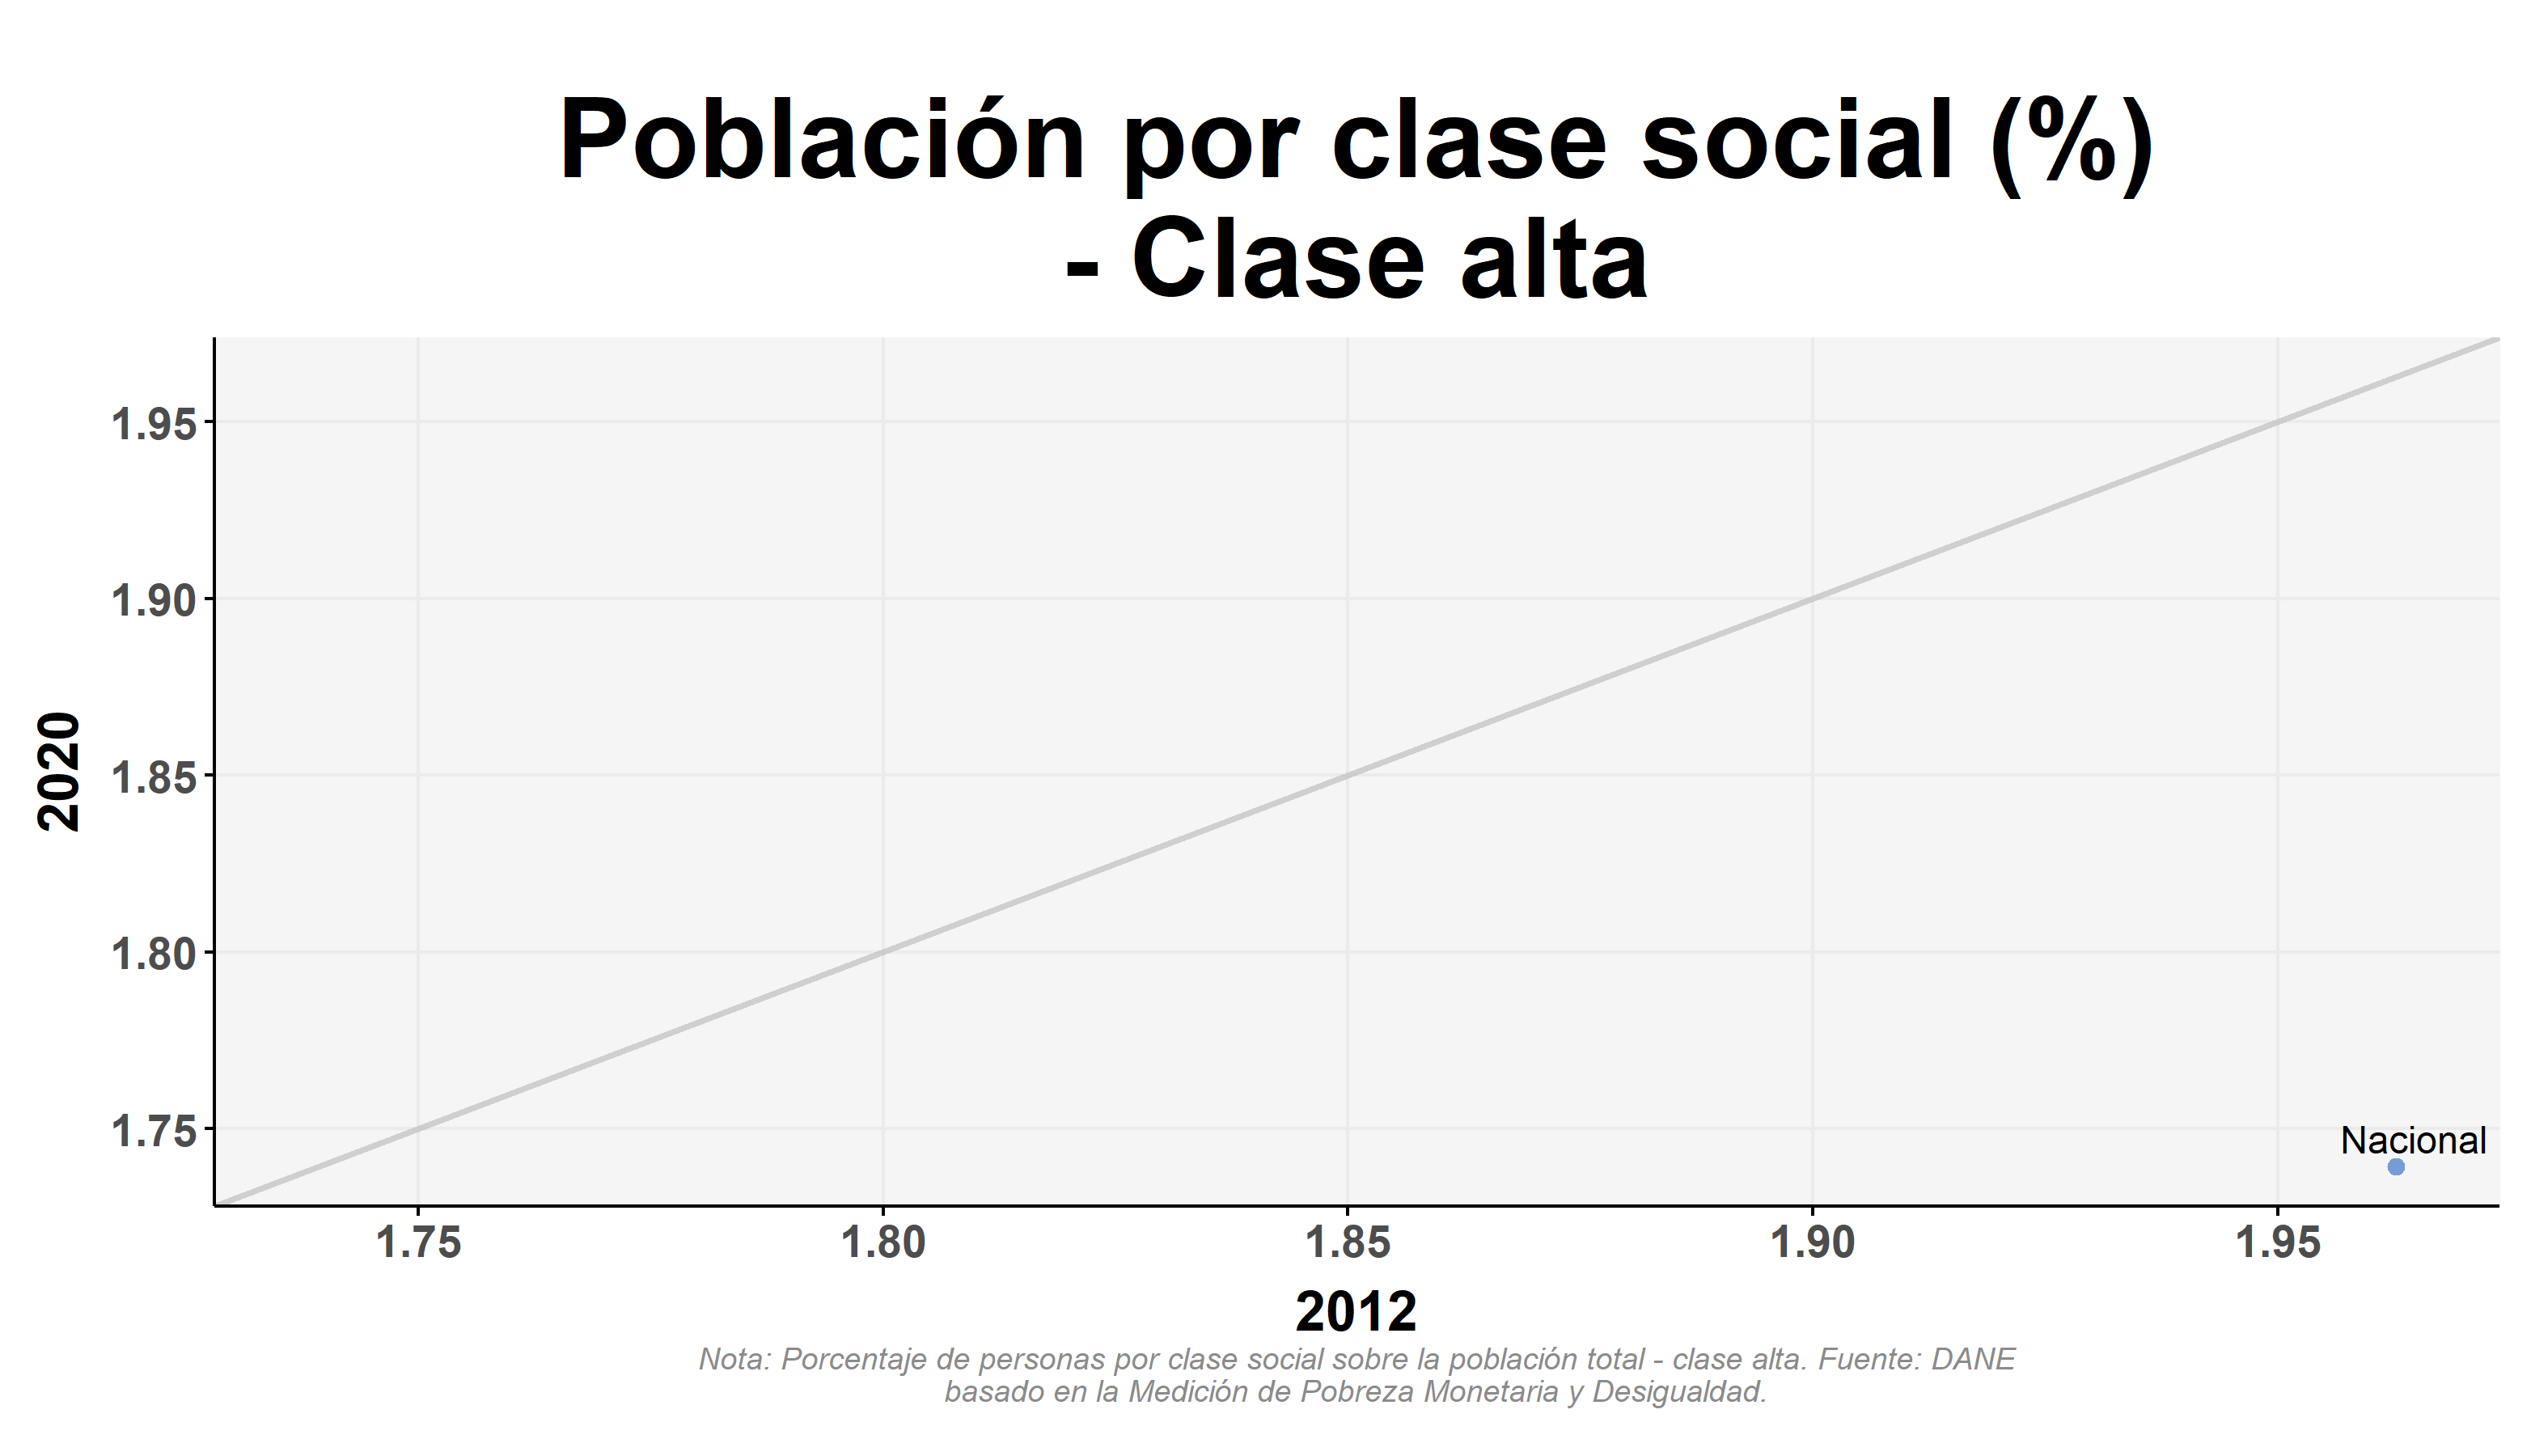 Población por clase social (%)
- Clase alta
2020
1.95
1.90
1.85
1.80
1.75
Nacional
1.75
1.80
1.85
1.90
1.95
2012
Nota: Porcentaje de personas por clase social sobre la población total - clase alta. Fuente: DANE
basado en la Medición de Pobreza Monetaria y Desigualdad.